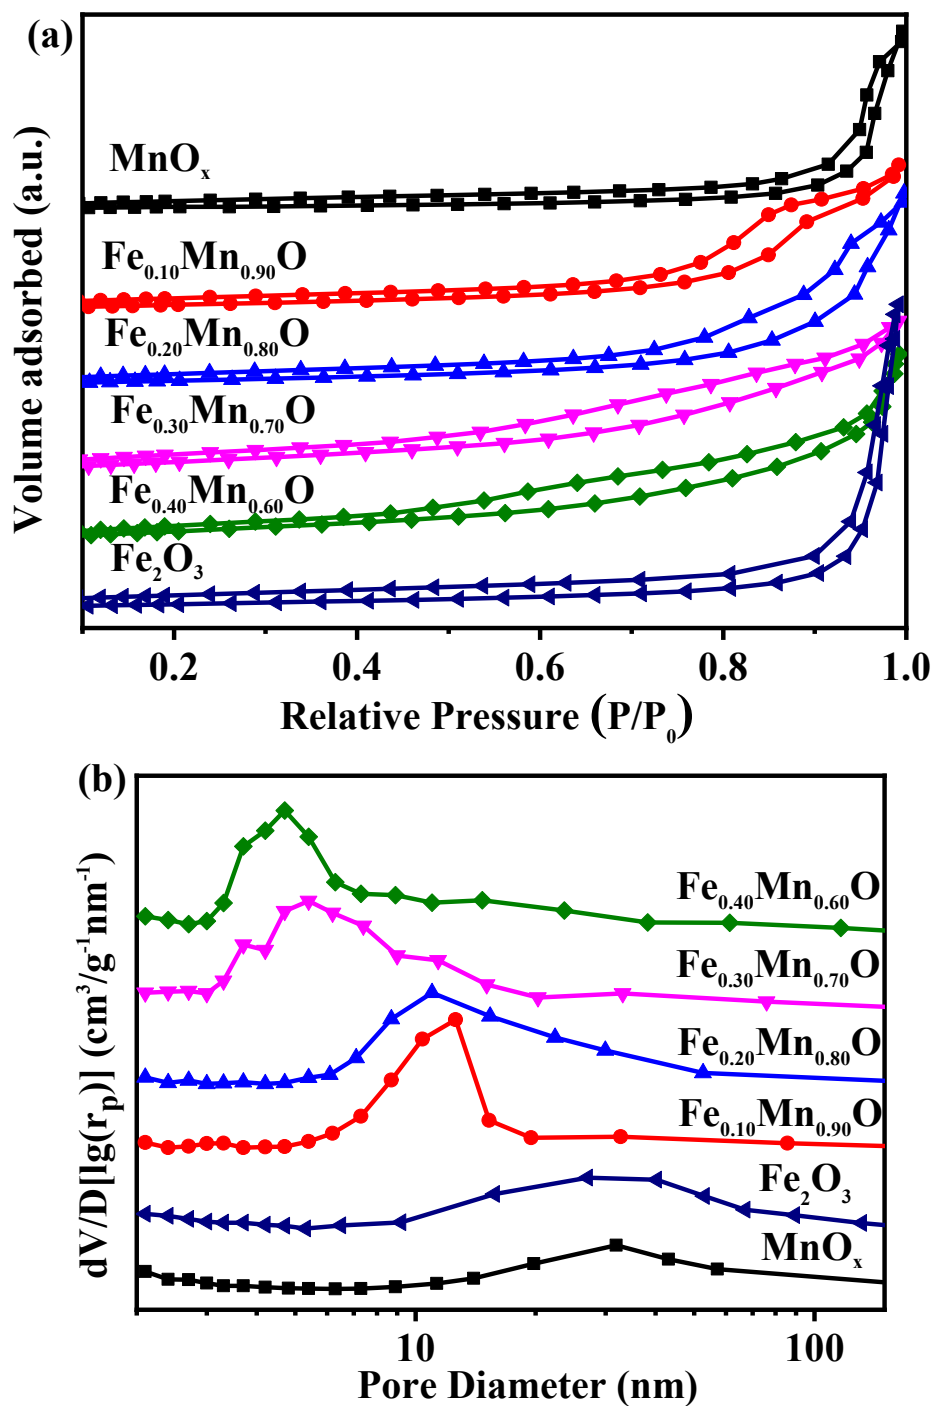 (a)
Volume adsorbed (a.u.)
MnOₓ
Fe₀.₁₀Mn₀.₉₀O
Fe₀.₂₀Mn₀.₈₀O
Fe₀.₃₀Mn₀.₇₀O
Fe₀.₄₀Mn₀.₆₀O
Fe₂O₃
0.2 0.4 0.6 0.8 1.0
Relative Pressure (P/P₀)
(b)
dV/D[lg(rₚ)] (cm³/g⁻¹nm⁻¹)
Fe₀.₄₀Mn₀.₆₀O
Fe₀.₃₀Mn₀.₇₀O
Fe₀.₂₀Mn₀.₈₀O
Fe₀.₁₀Mn₀.₉₀O
Fe₂O₃
MnOₓ
10 100
Pore Diameter (nm)